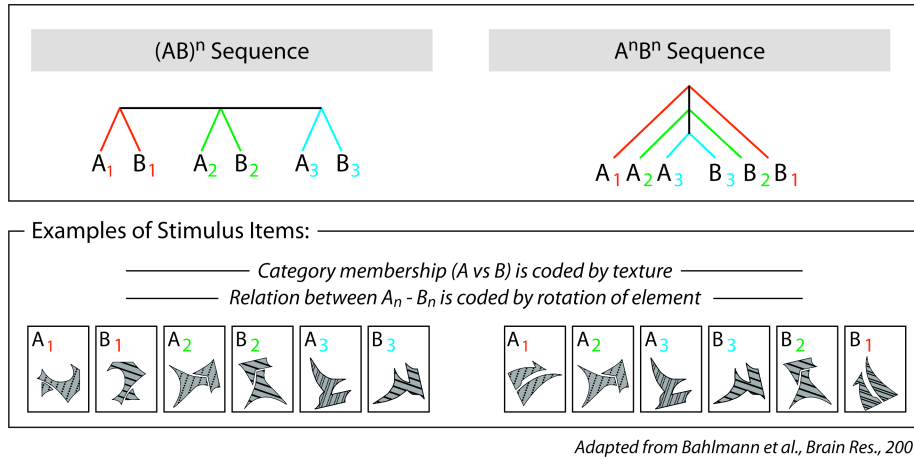 (AB)ⁿ Sequence
AⁿBⁿ Sequence
A₁ B₁ A₂ B₂ A₃ B₃
A₁ A₂ A₃ B₃ B₂ B₁
Examples of Stimulus Items:
Category membership (A vs B) is coded by texture
Relation between Aₙ - Bₙ is coded by rotation of element
A₁ B₁ A₂ B₂ A₃ B₃
A₁ A₂ A₃ B₃ B₂ B₁
Adapted from Bahlmann et al., Brain Res., 200